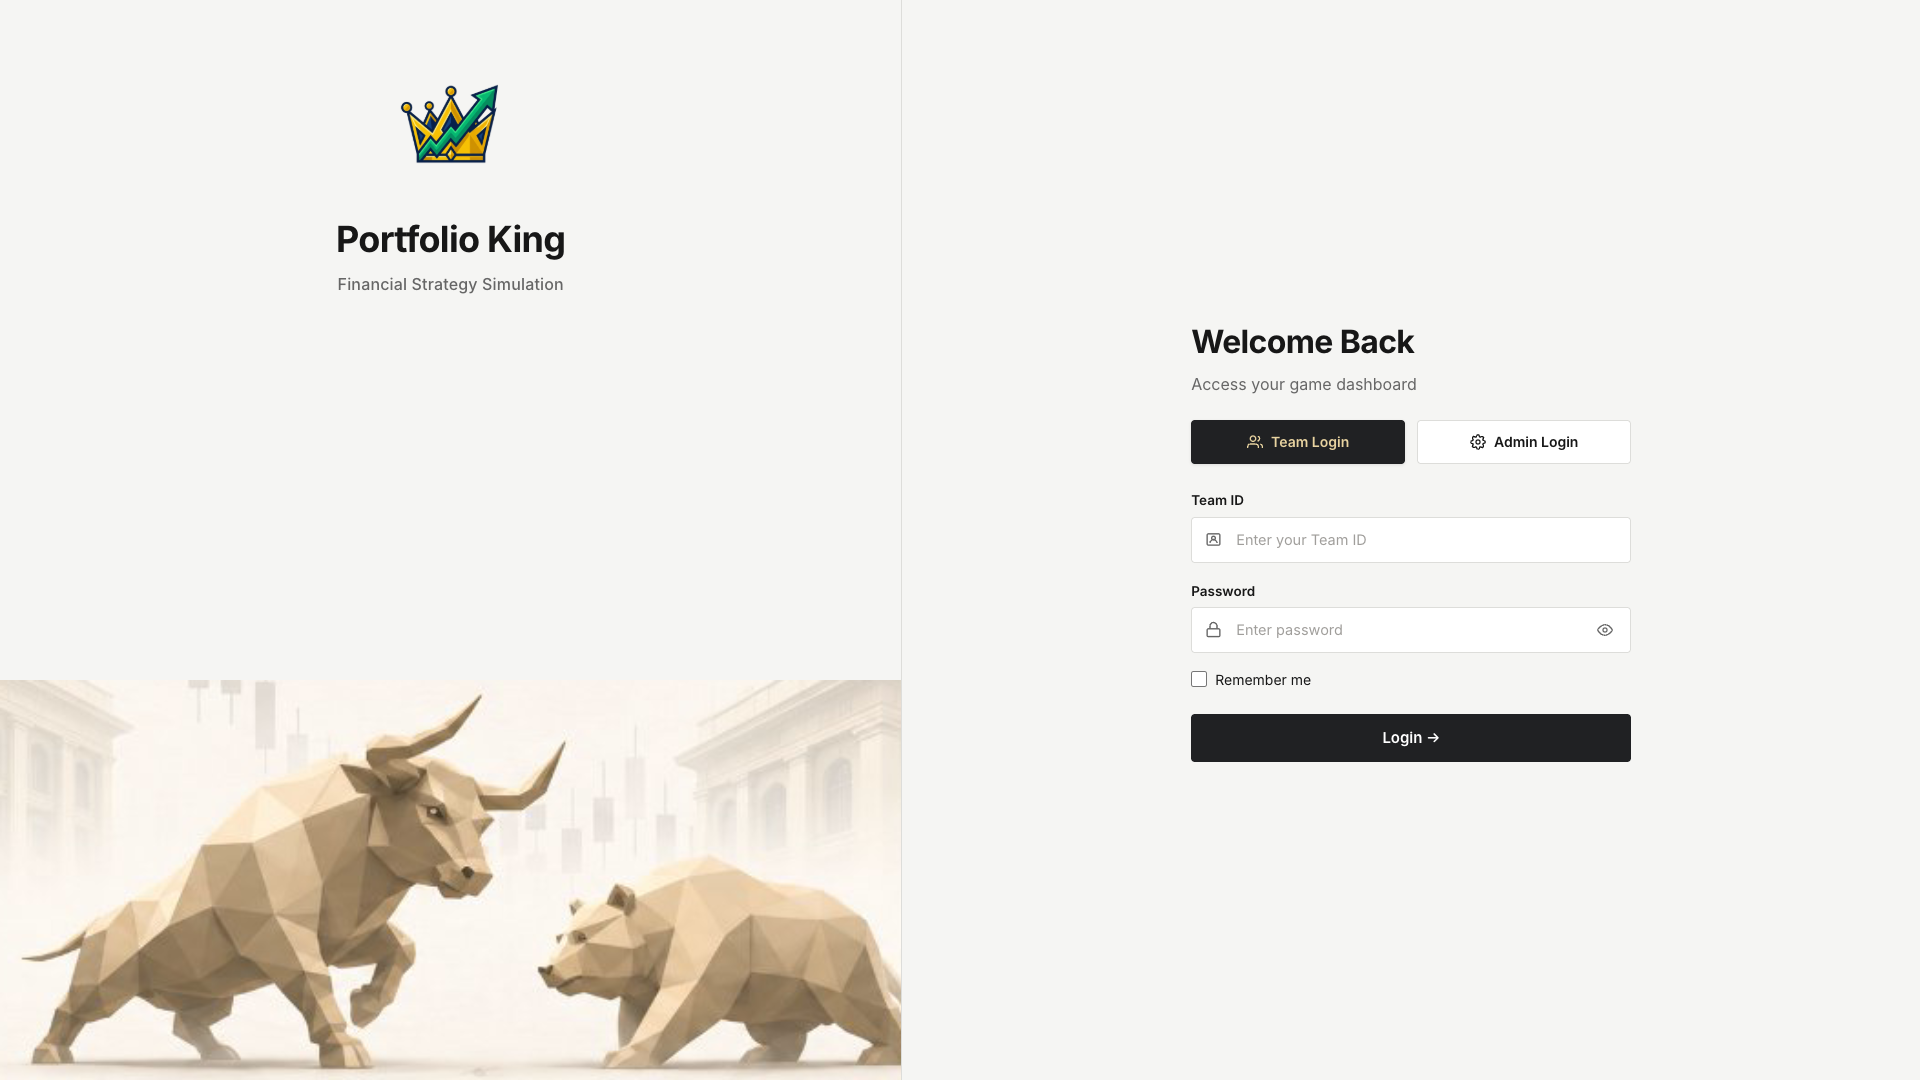 Portfolio King
Financial Strategy Simulation
Welcome Back
Access your game dashboard
Team Login
Admin Login
Team ID
Enter your Team ID
Password
Enter password
Remember me
Login →